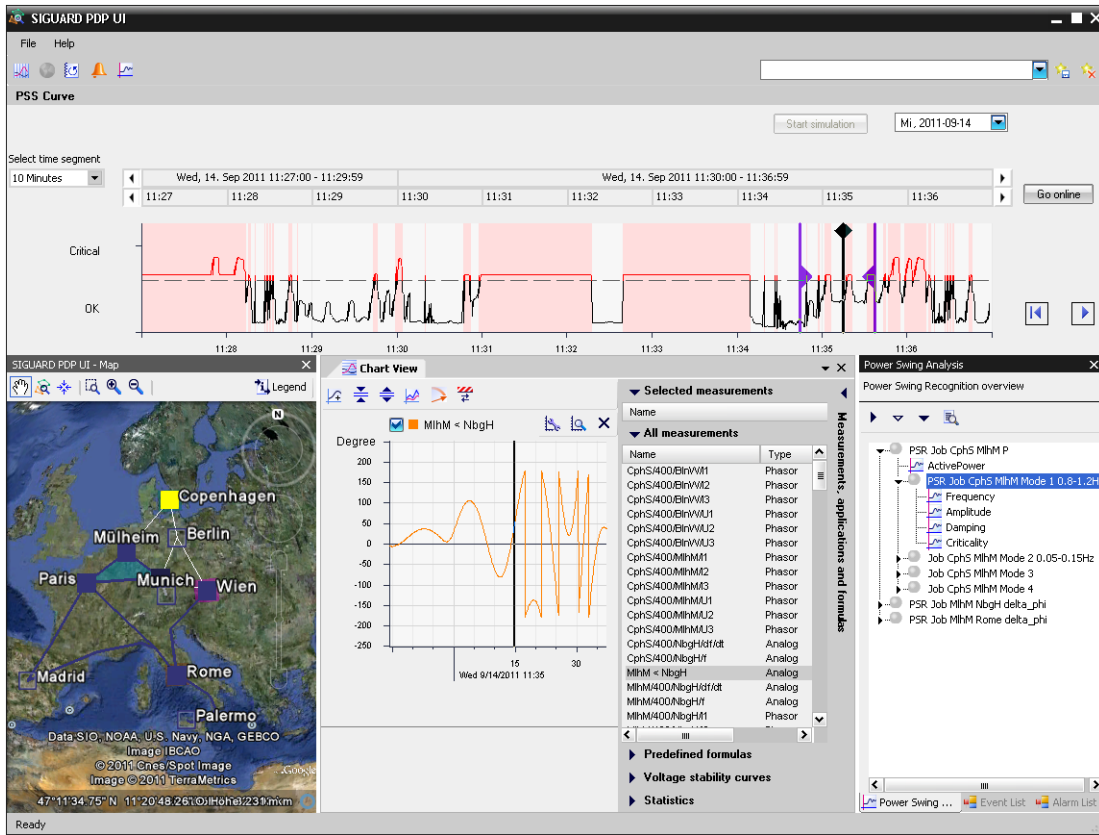 SIGUARD PDP UI
File Help
PSS Curve
Start simulation
Mi, 2011-09-14
Select time segment
10 Minutes
Wed, 14. Sep 2011 11:27:00 - 11:29:59
Wed, 14. Sep 2011 11:30:00 - 11:36:59
11:27 11:28 11:29 11:30 11:31 11:32 11:33 11:34 11:35 11:36
Go online
Critical
OK
11:28 11:29 11:30 11:31 11:32 11:33 11:34 11:35 11:36
SIGUARD PDP UI - Map
Legend
N
Copenhagen
Berlin
Mülheim
Paris
Munich
Wien
Madrid
Rome
Palermo
Data SIO, NOAA, U.S. Navy, NGA, GEBCO
Image IBCAO
© 2011 Cnes/Spot Image
Image © 2011 TerraMetrics
Google
47°11'34.75" N
Chart View
MlhM < NbgH
Degree
200
150
100
50
0
-50
-100
-150
-200
-250
15 30
Wed 9/14/2011 11:35
Selected measurements
Name
All measurements
Name Type
CphS/400/BlnW/I1 Phasor
CphS/400/BlnW/I2 Phasor
CphS/400/BlnW/I3 Phasor
CphS/400/BlnW/U1 Phasor
CphS/400/BlnW/U2 Phasor
CphS/400/BlnW/U3 Phasor
CphS/400/MlhM/I1 Phasor
CphS/400/MlhM/I2 Phasor
CphS/400/MlhM/I3 Phasor
CphS/400/MlhM/U1 Phasor
CphS/400/MlhM/U2 Phasor
CphS/400/MlhM/U3 Phasor
CphS/400/NbgH/df/dt Analog
CphS/400/NbgH/f Analog
MlhM < NbgH Analog
MlhM/400/NbgH/df/dt Analog
MlhM/400/NbgH/f Analog
MlhM/400/NbgH/I1 Phasor
Predefined formulas
Voltage stability curves
Statistics
Measurements, applications and formulas
Power Swing Analysis
Power Swing Recognition overview
PSR Job CphS MlhM P
ActivePower
PSR Job CphS MlhM Mode 1 0.8-1.2H
Frequency
Amplitude
Damping
Criticality
Job CphS MlhM Mode 2 0.05-0.15Hz
Job CphS MlhM Mode 3
Job CphS MlhM Mode 4
PSR Job MlhM NbgH delta_phi
PSR Job MlhM Rome delta_phi
Power Swing ... Event List Alarm List
Ready